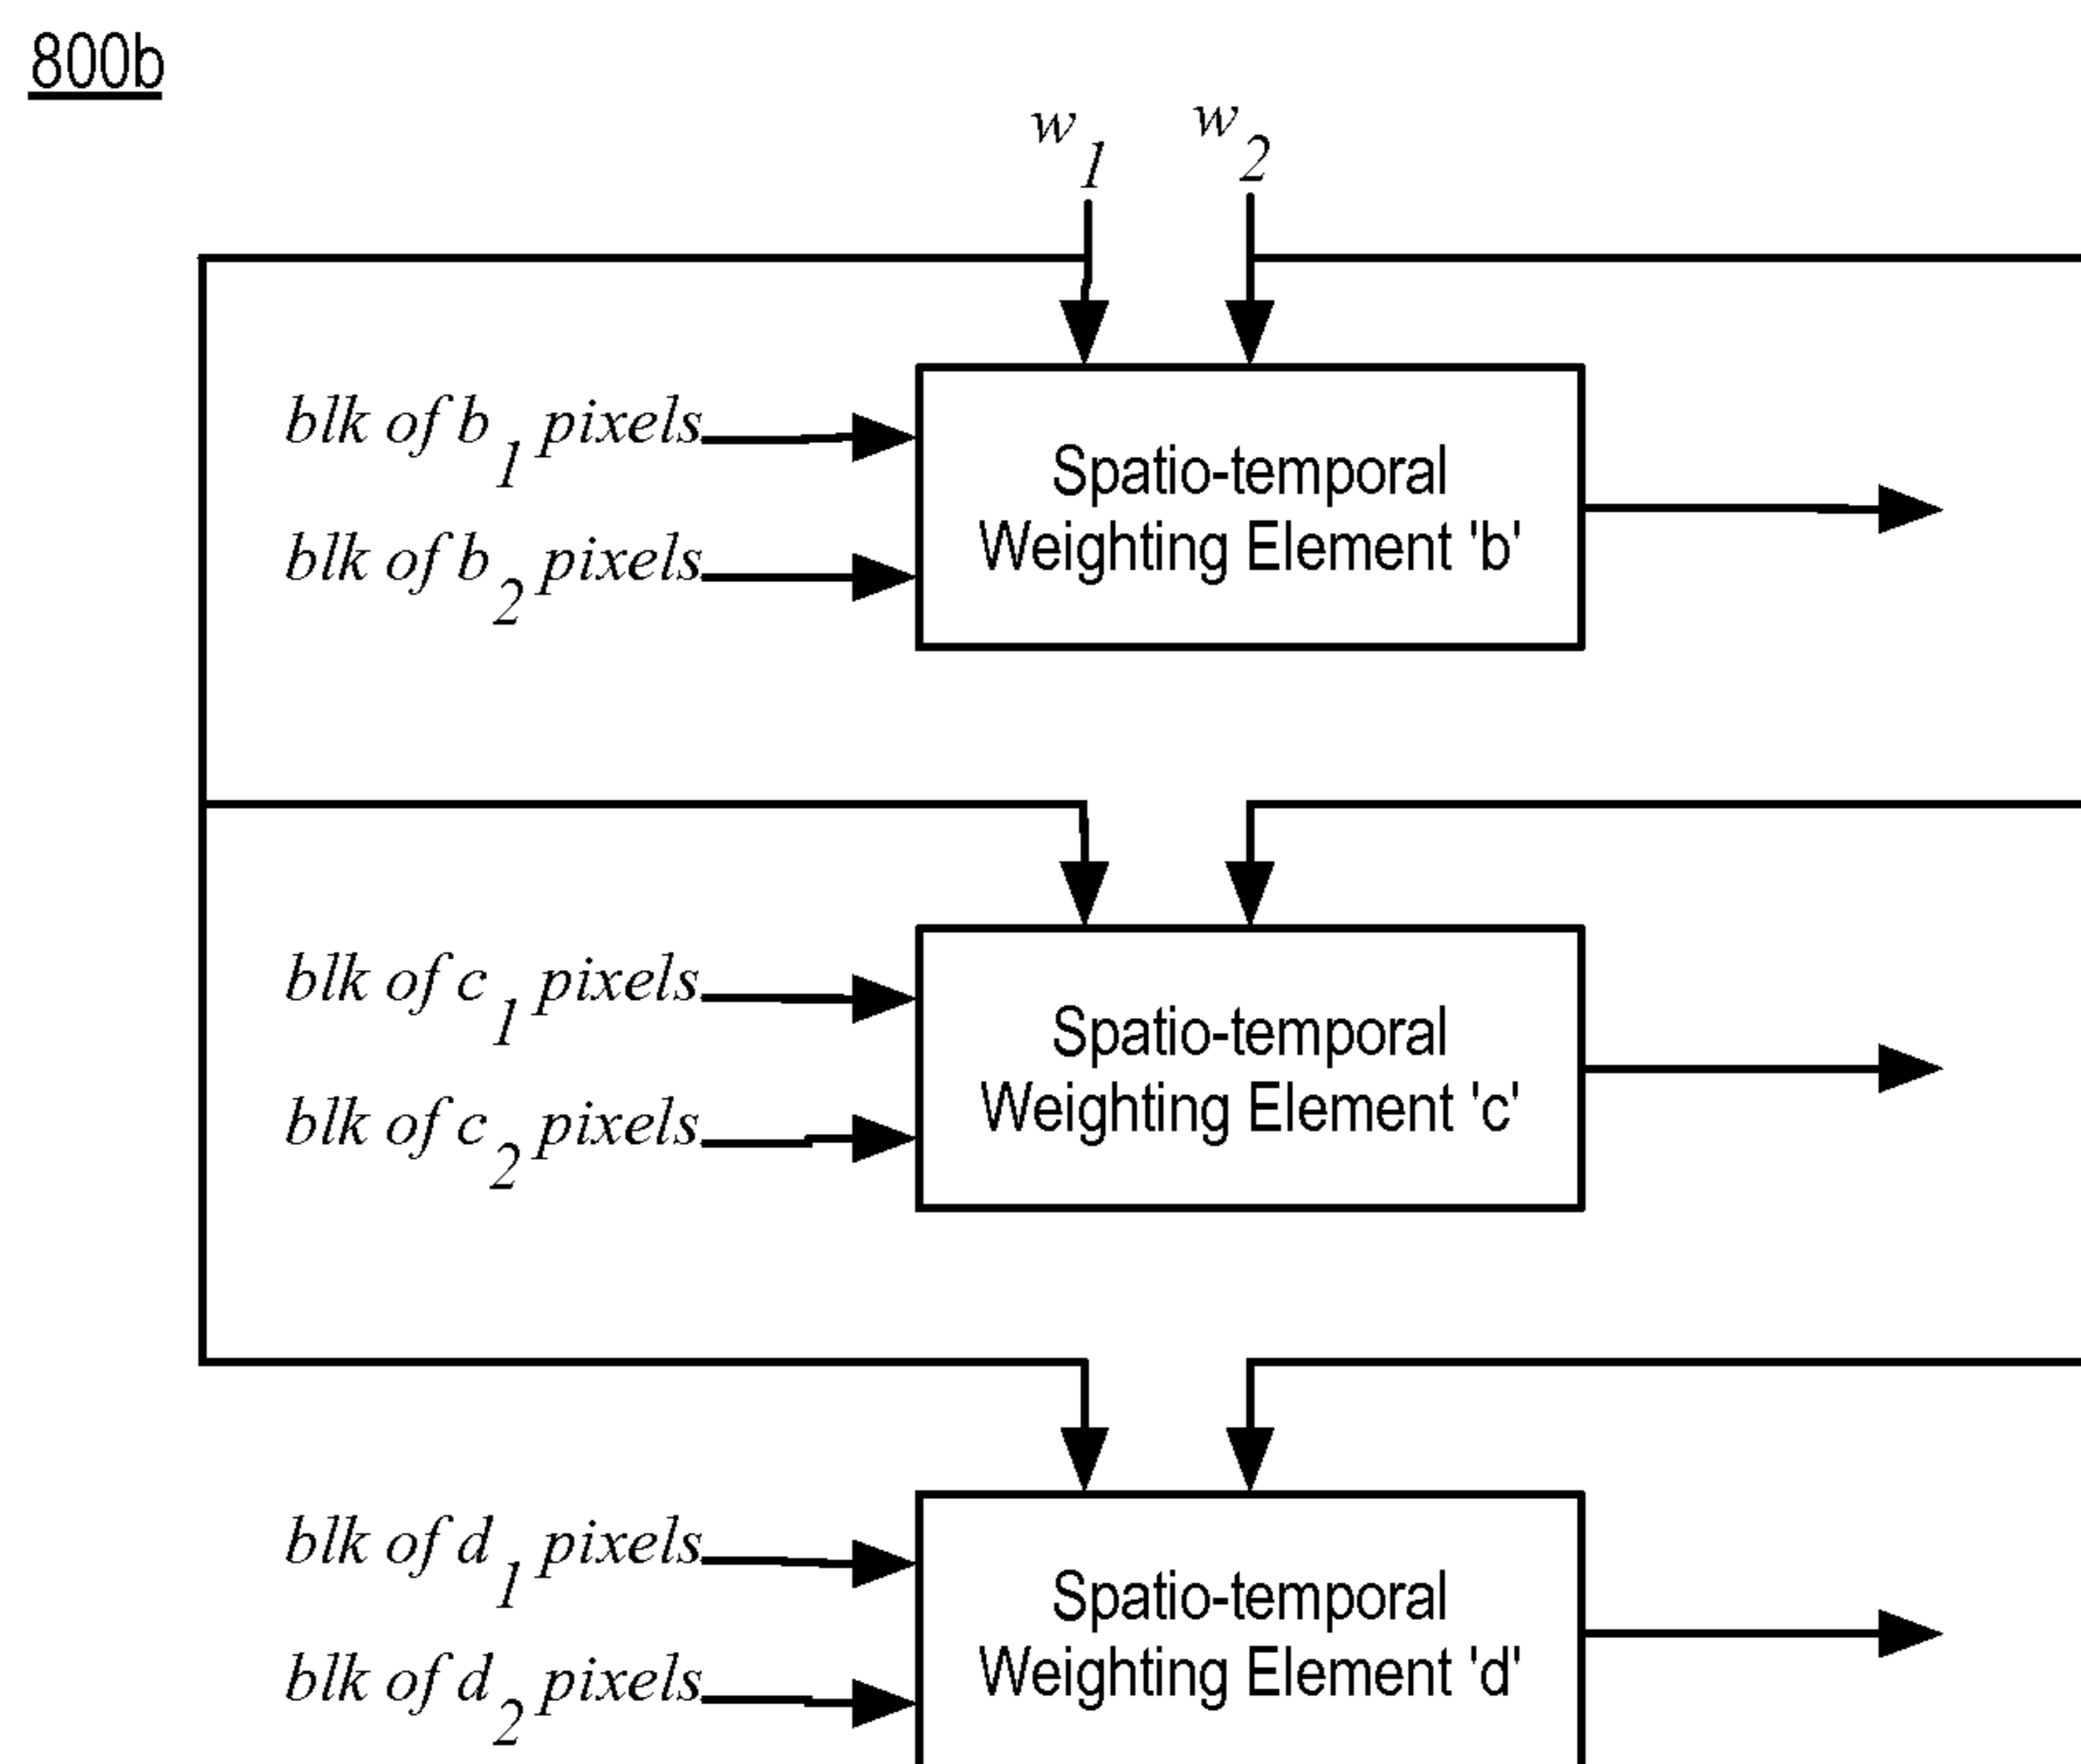 800b
w1 w2
blk of b1 pixels
blk of b2 pixels
Spatio-temporal
Weighting Element 'b'
blk of c1 pixels
blk of c2 pixels
Spatio-temporal
Weighting Element 'c'
blk of d1 pixels
blk of d2 pixels
Spatio-temporal
Weighting Element 'd'